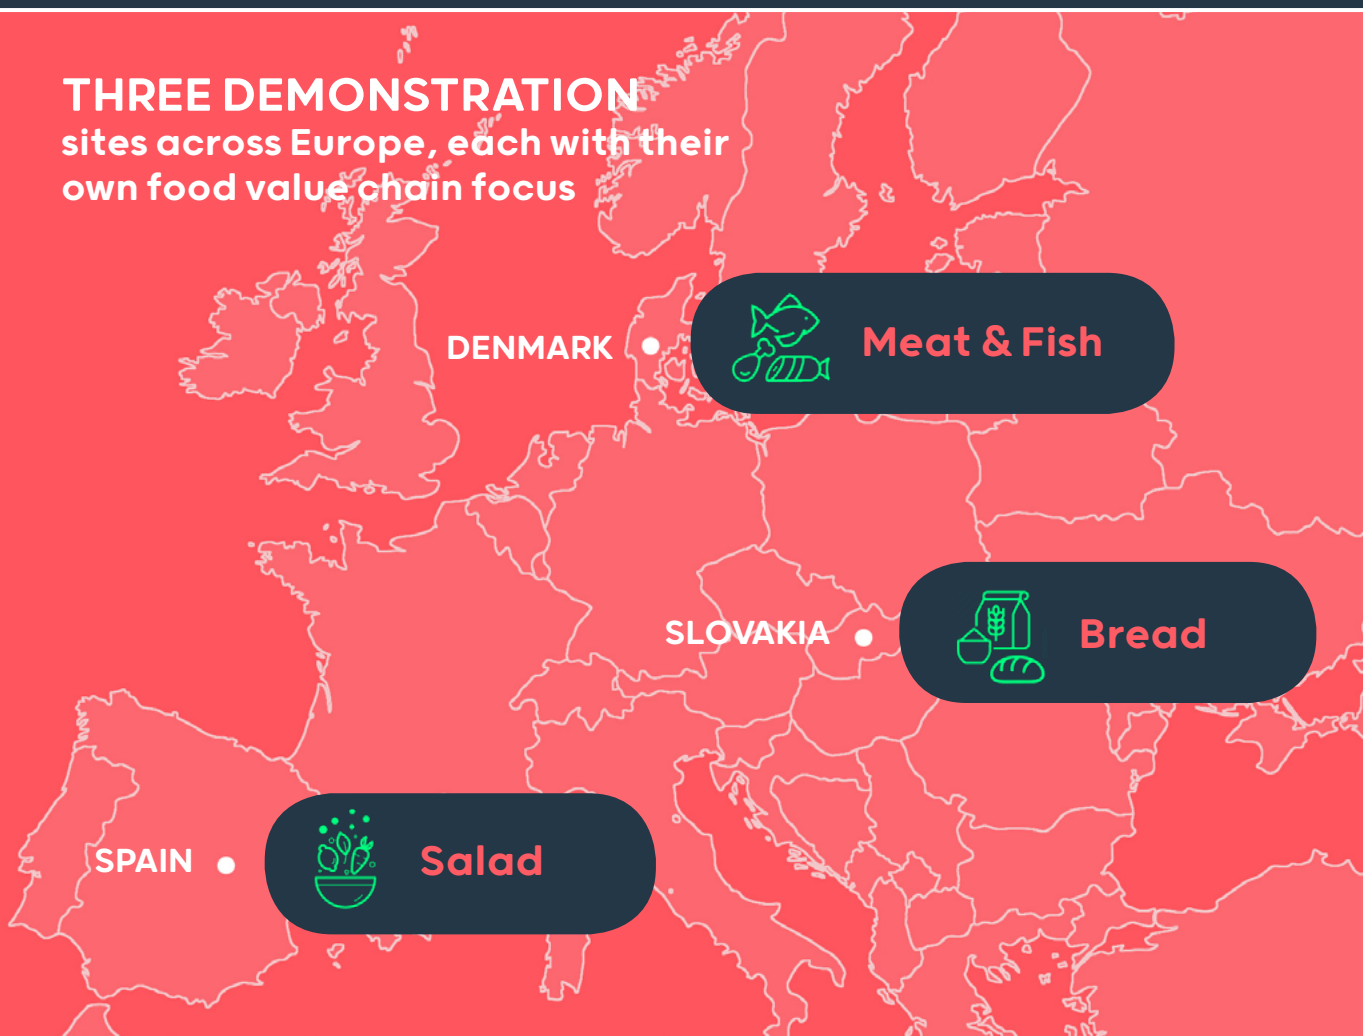 THREE DEMONSTRATION
sites across Europe, each with their
own food value chain focus
DENMARK
Meat & Fish
SLOVAKIA
Bread
SPAIN
Salad